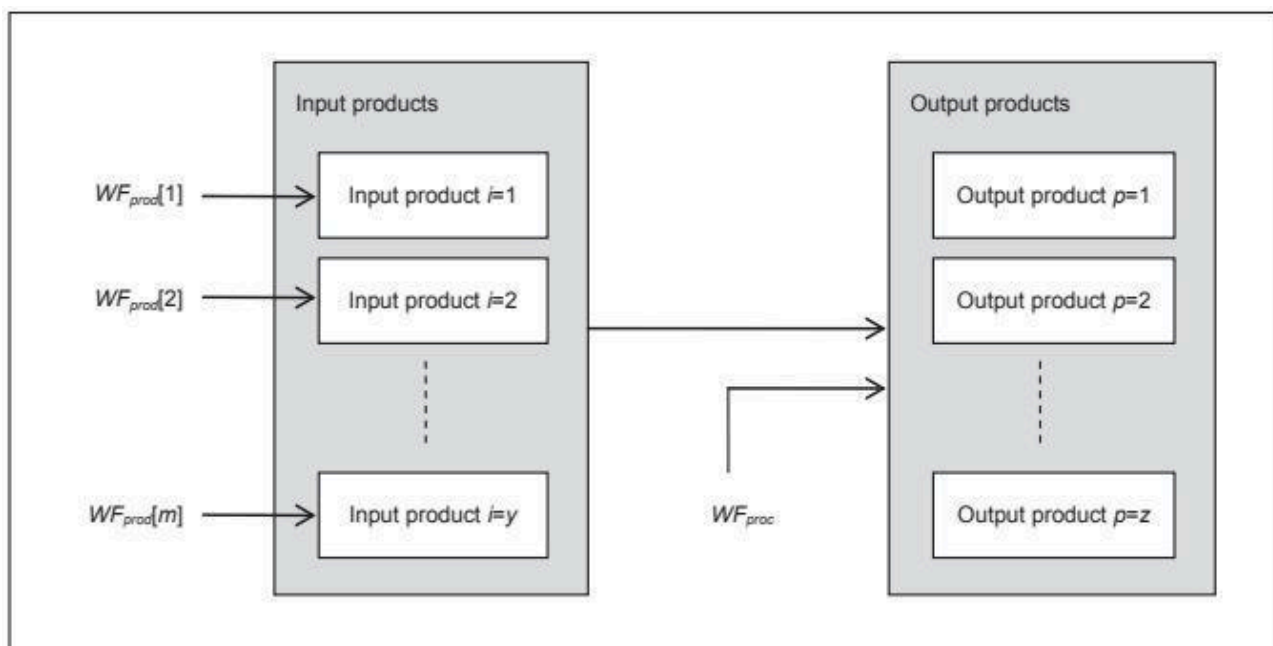 Input products
Output products
WFprod[1]
Input product i=1
Output product p=1
WFprod[2]
Input product i=2
Output product p=2
WFprod[m]
Input product i=y
WFproc
Output product p=z